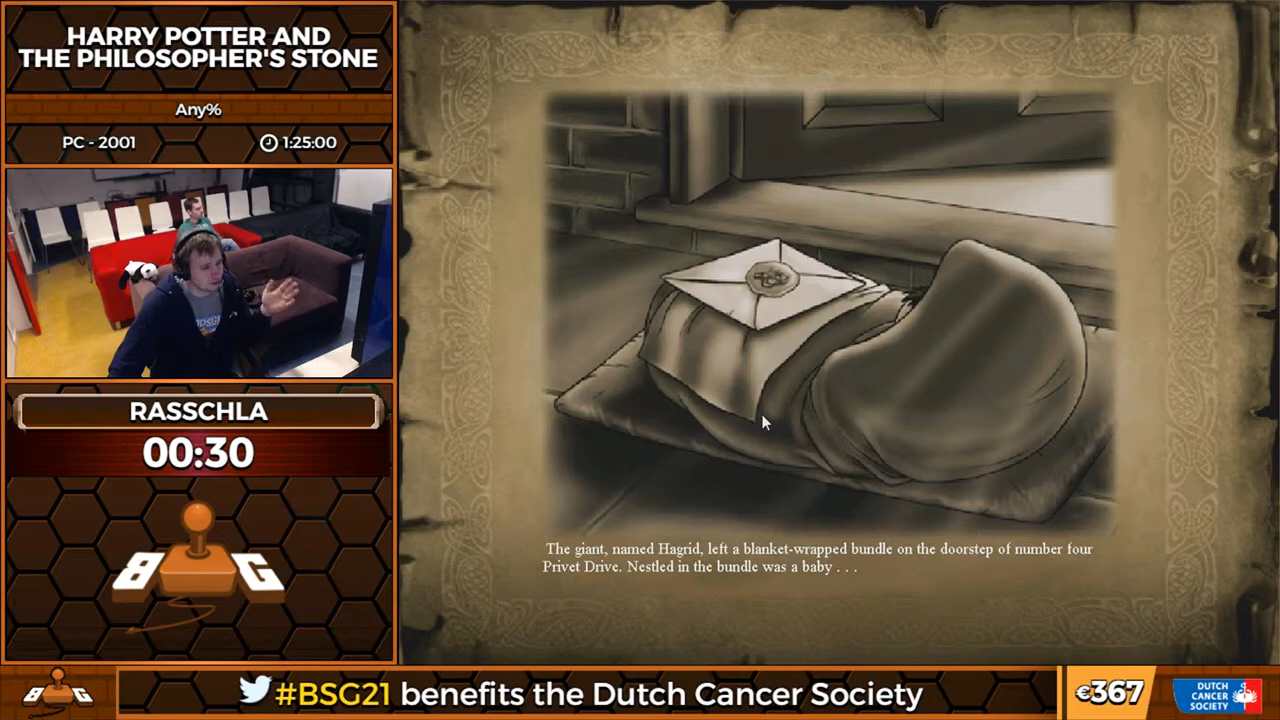 HARRY POTTER AND
THE PHILOSOPHER'S STONE
Any%
PC - 2001
1:25:00
RASSCHLA
00:30
BSG
The giant, named Hagrid, left a blanket-wrapped bundle on the doorstep of number four
Privet Drive. Nestled in the bundle was a baby . . .
BSG
#BSG21 benefits the Dutch Cancer Society
€367
DUTCH
CANCER
SOCIETY